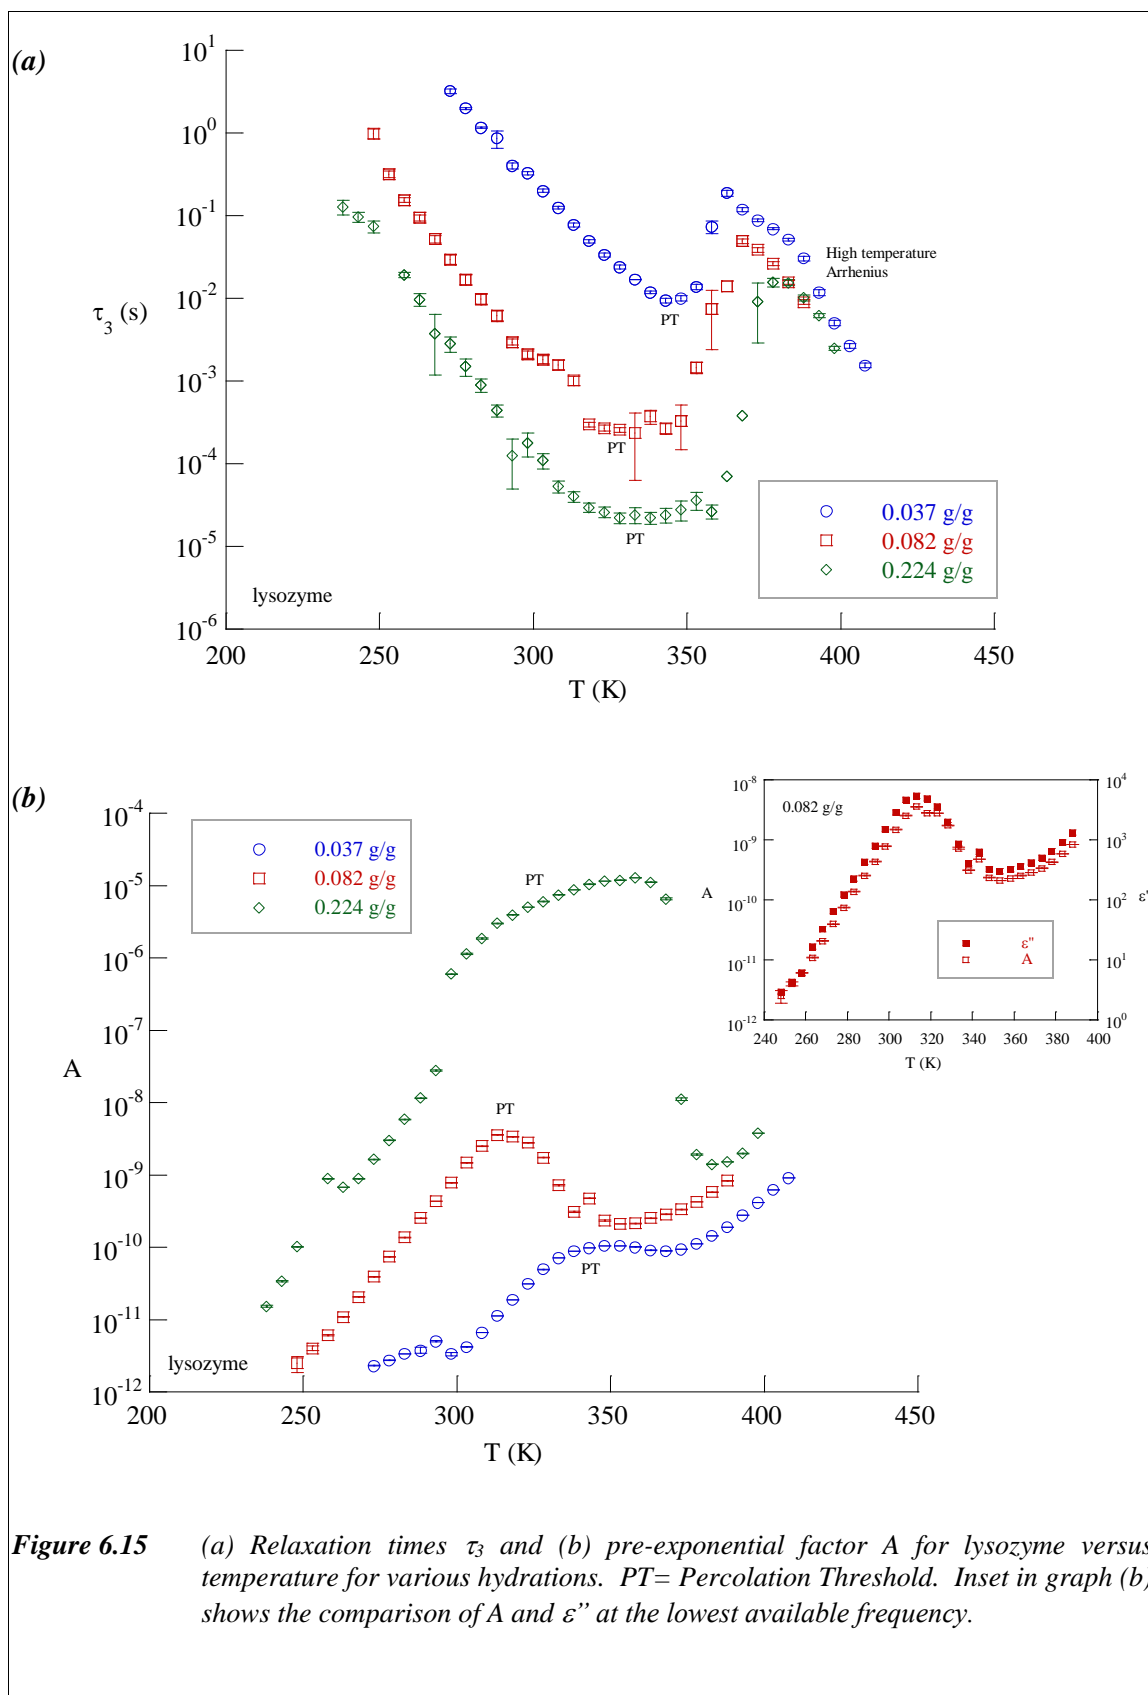 (a)
10^1
10^0
10^-1
10^-2
10^-3
10^-4
10^-5
10^-6
τ_3 (s)
High temperature
Arrhenius
PT
PT
PT
0.037 g/g
0.082 g/g
0.224 g/g
lysozyme
200 250 300 350 400 450
T (K)
(b)
10^-4
10^-5
10^-6
10^-7
10^-8
10^-9
10^-10
10^-11
10^-12
A
0.037 g/g
0.082 g/g
0.224 g/g
PT
PT
PT
lysozyme
200 250 300 350 400 450
T (K)
10^-8
10^-9
10^-10
10^-11
10^-12
A
0.082 g/g
ε"
A
10^4
10^3
10^2
10^1
10^0
ε"
240 260 280 300 320 340 360 380 400
T (K)
Figure 6.15 (a) Relaxation times τ3 and (b) pre-exponential factor A for lysozyme versus
temperature for various hydrations. PT= Percolation Threshold. Inset in graph (b)
shows the comparison of A and ε” at the lowest available frequency.